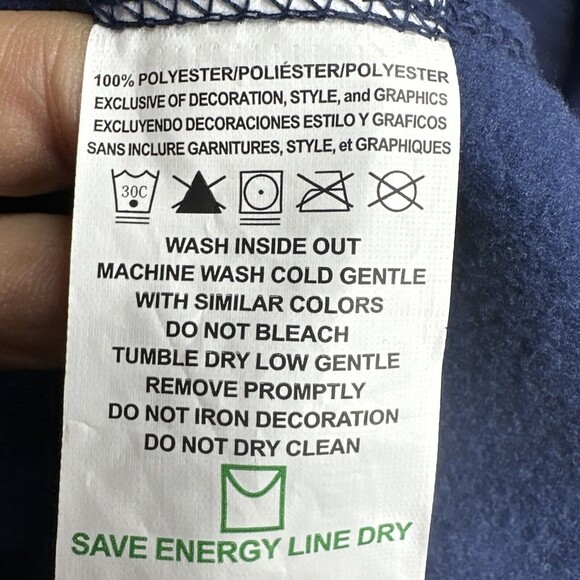 100% POLYESTER/POLIÉSTER/POLYESTER
EXCLUSIVE OF DECORATION, STYLE, and GRAPHICS
EXCLUYENDO DECORACIONES ESTILO Y GRAFICOS
SANS INCLURE GARNITURES, STYLE, et GRAPHIQUES
30C
WASH INSIDE OUT
MACHINE WASH COLD GENTLE
WITH SIMILAR COLORS
DO NOT BLEACH
TUMBLE DRY LOW GENTLE
REMOVE PROMPTLY
DO NOT IRON DECORATION
DO NOT DRY CLEAN
SAVE ENERGY LINE DRY